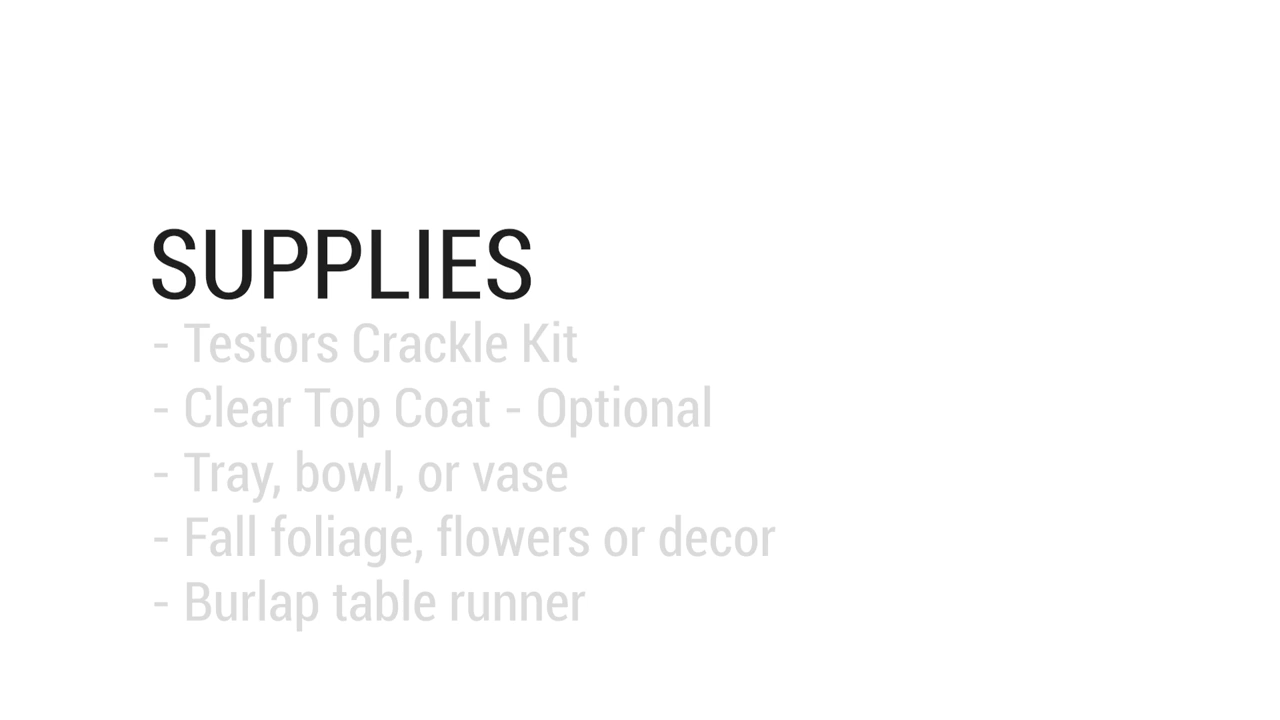 SUPPLIES
- Testors Crackle Kit
- Clear Top Coat - Optional
- Tray, bowl, or vase
- Fall foliage, flowers or decor
- Burlap table runner